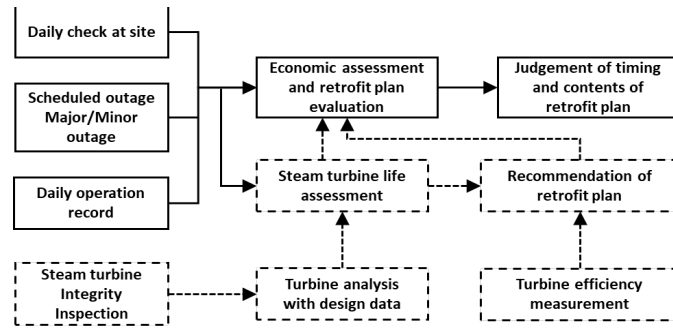 Daily check at site
Scheduled outage
Major/Minor
outage
Daily operation
record
Steam turbine
Integrity
Inspection
Economic assessment
and retrofit plan
evaluation
Steam turbine life
assessment
Turbine analysis
with design data
Judgement of timing
and contents of
retrofit plan
Recommendation of
retrofit plan
Turbine efficiency
measurement